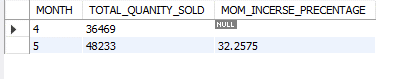 MONTH TOTAL_QUANITY_SOLD MOM_INCERSE_PRECENTAGE
4 36469 NULL
5 48233 32.2575